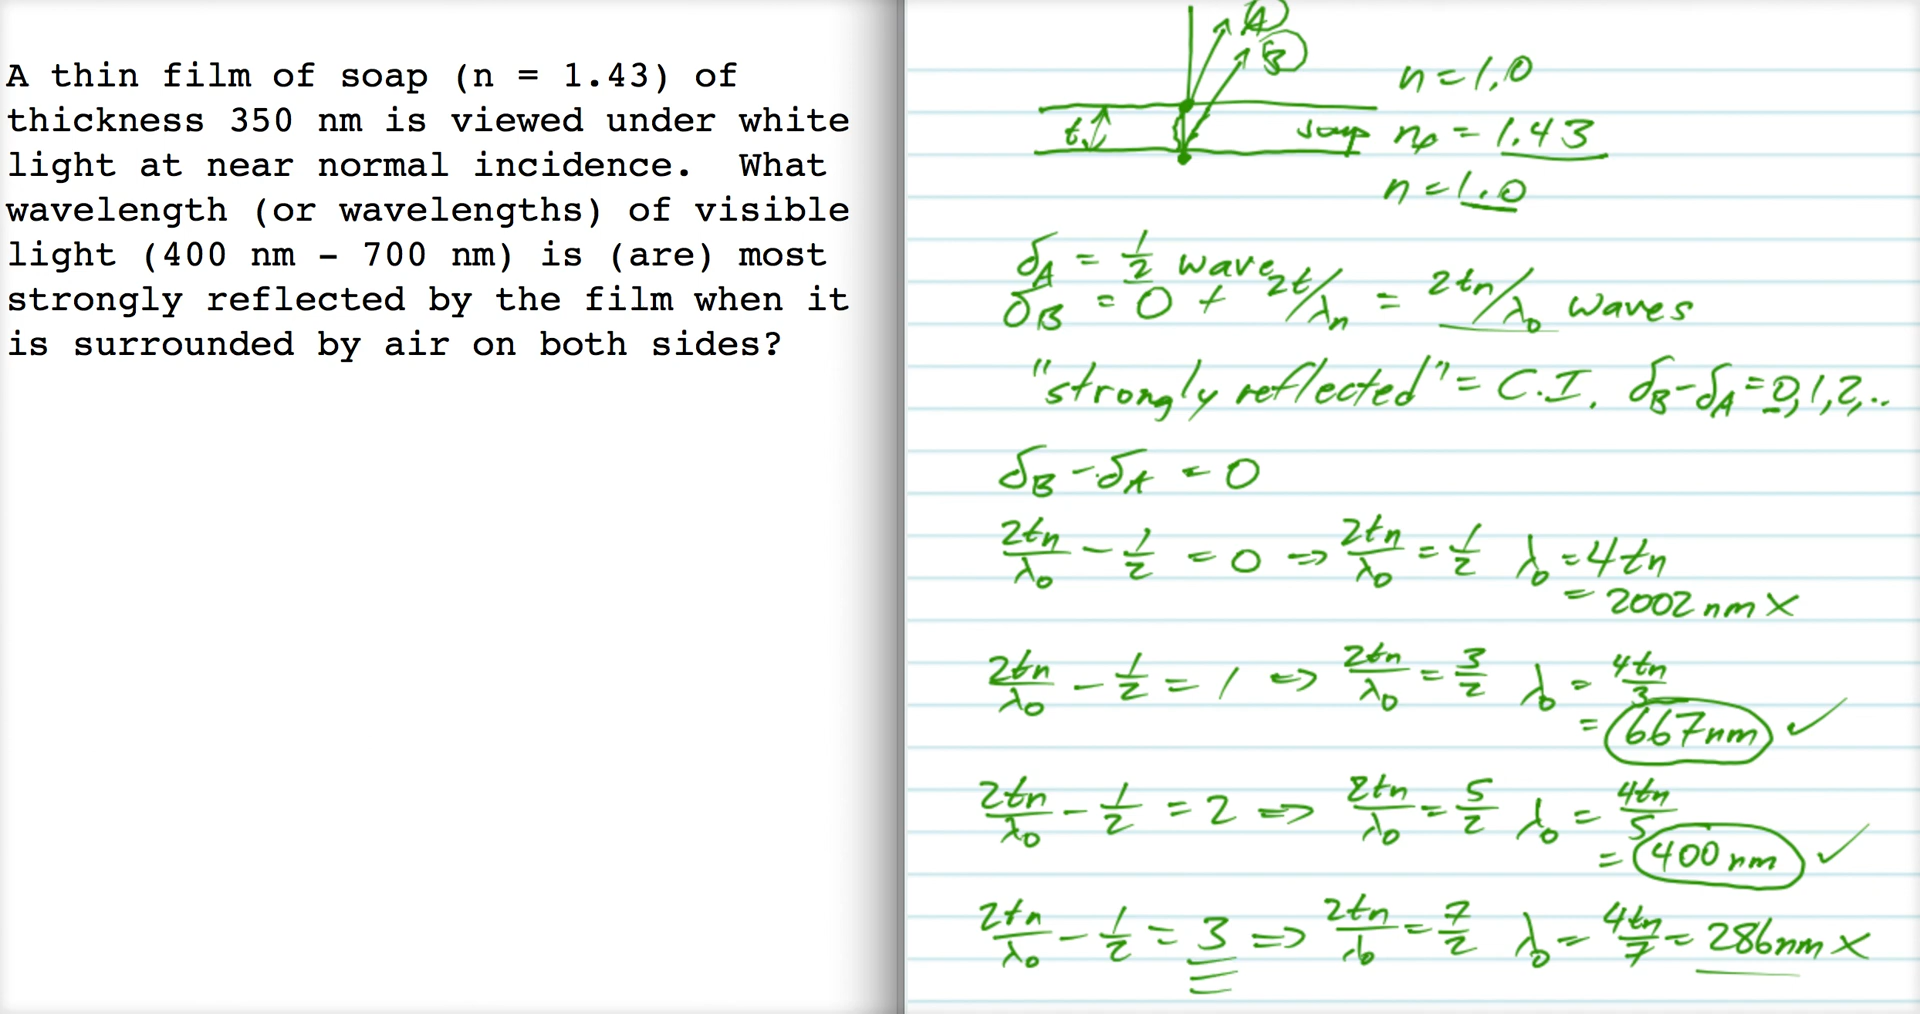 A thin film of soap (n = 1.43) of
thickness 350 nm is viewed under white
light at near normal incidence.  What
wavelength (or wavelengths) of visible
light (400 nm – 700 nm) is (are) most
strongly reflected by the film when it
is surrounded by air on both sides?
A
B
n = 1.0
t
soap nf = 1.43
n = 1.0
δA = 1/2 wave
δB = 0 + 2t/λn = 2tn/λ0 waves
"strongly reflected" = C.I. δB - δA = 0, 1, 2, ..
δB - δA = 0
2tn/λ0 - 1/2 = 0 => 2tn/λ0 = 1/2 λ0 = 4tn
= 2002 nm X
2tn/λ0 - 1/2 = 1 => 2tn/λ0 = 3/2 λ0 = 4tn/3
= 667nm ✓
2tn/λ0 - 1/2 = 2 => 2tn/λ0 = 5/2 λ0 = 4tn/5
= 400 nm ✓
2tn/λ0 - 1/2 = 3 => 2tn/λ0 = 7/2 λ0 = 4tn/7 = 286nm X